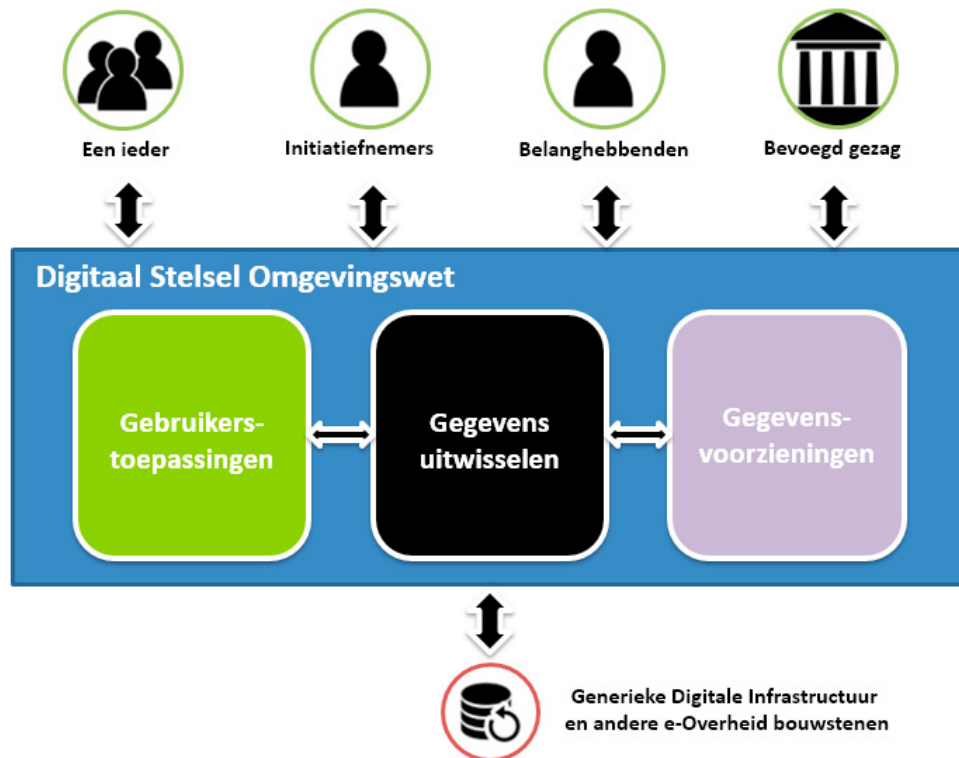 Een ieder
Initiatiefnemers
Belanghebbenden
Bevoegd gezag
Digitaal Stelsel Omgevingswet
Gebruikers-
toepassingen
Gegevens
uitwisselen
Gegevens-
voorzieningen
Generieke Digitale Infrastructuur
en andere e-Overheid bouwstenen